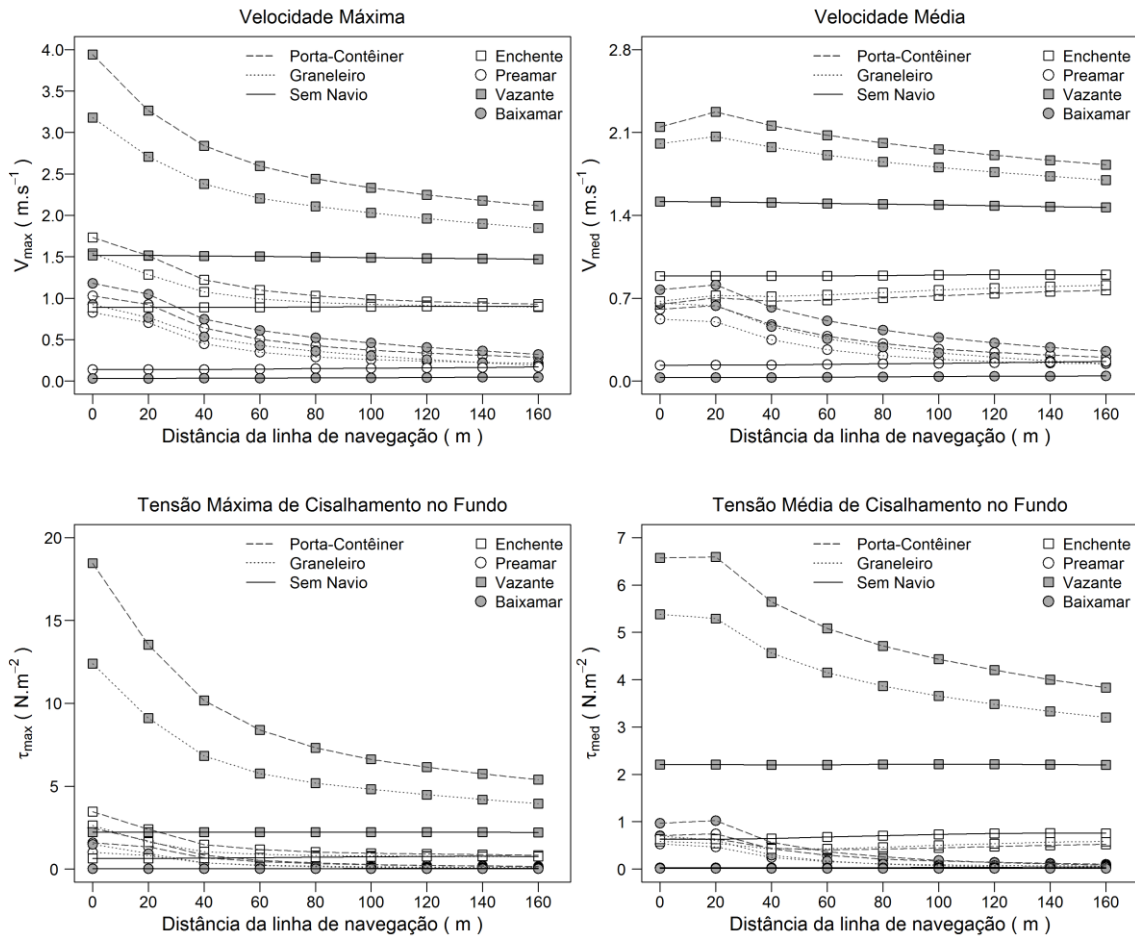 Velocidade Máxima
Porta-Contêiner
Graneleiro
Sem Navio
Enchente
Preamar
Vazante
Baixamar
4.0
3.5
3.0
2.5
2.0
1.5
1.0
0.5
0.0
Vmax ( m.s−1 )
0 20 40 60 80 100 120 140 160
Distância da linha de navegação ( m )
Velocidade Média
Porta-Contêiner
Graneleiro
Sem Navio
Enchente
Preamar
Vazante
Baixamar
2.8
2.1
1.4
0.7
0.0
Vmed ( m.s−1 )
0 20 40 60 80 100 120 140 160
Distância da linha de navegação ( m )
Tensão Máxima de Cisalhamento no Fundo
Porta-Contêiner
Graneleiro
Sem Navio
Enchente
Preamar
Vazante
Baixamar
20
15
10
5
0
τmax ( N.m−2 )
0 20 40 60 80 100 120 140 160
Distância da linha de navegação ( m )
Tensão Média de Cisalhamento no Fundo
Porta-Contêiner
Graneleiro
Sem Navio
Enchente
Preamar
Vazante
Baixamar
7
6
5
4
3
2
1
0
τmed ( N.m−2 )
0 20 40 60 80 100 120 140 160
Distância da linha de navegação ( m )